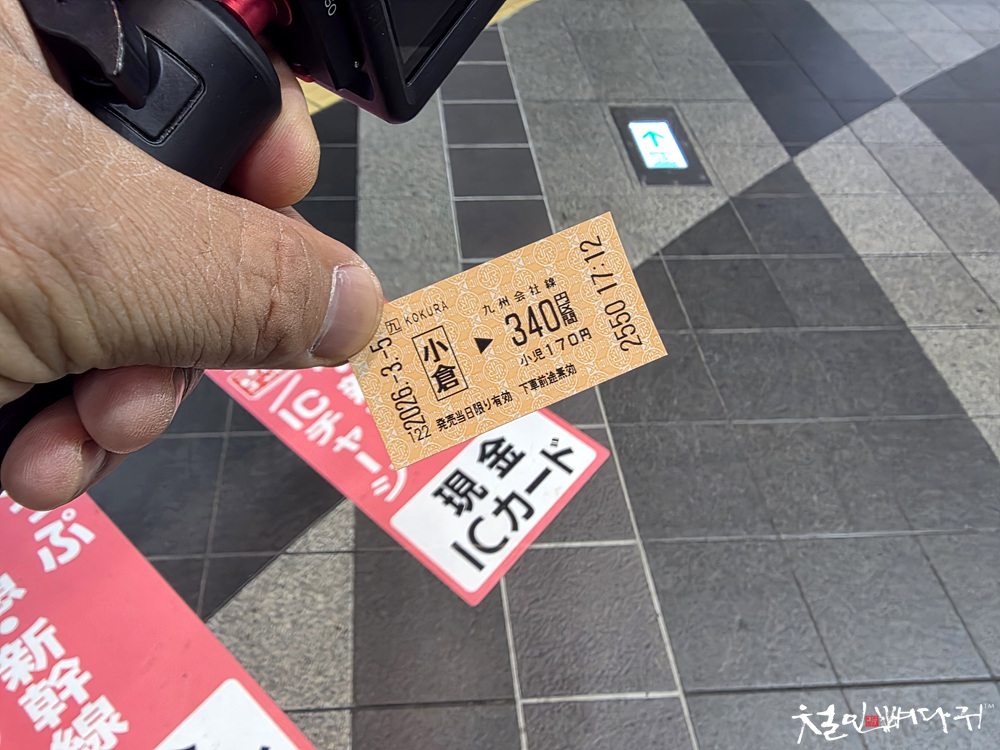 九 KOKURA
九州会社線
小倉
▶
340円区間
小児170円
2026.-3.-5
2550 17:12
122 発売当日限り有効 下車前途無効
ICチャージ
現金
ICカード
ぷ
・新幹線